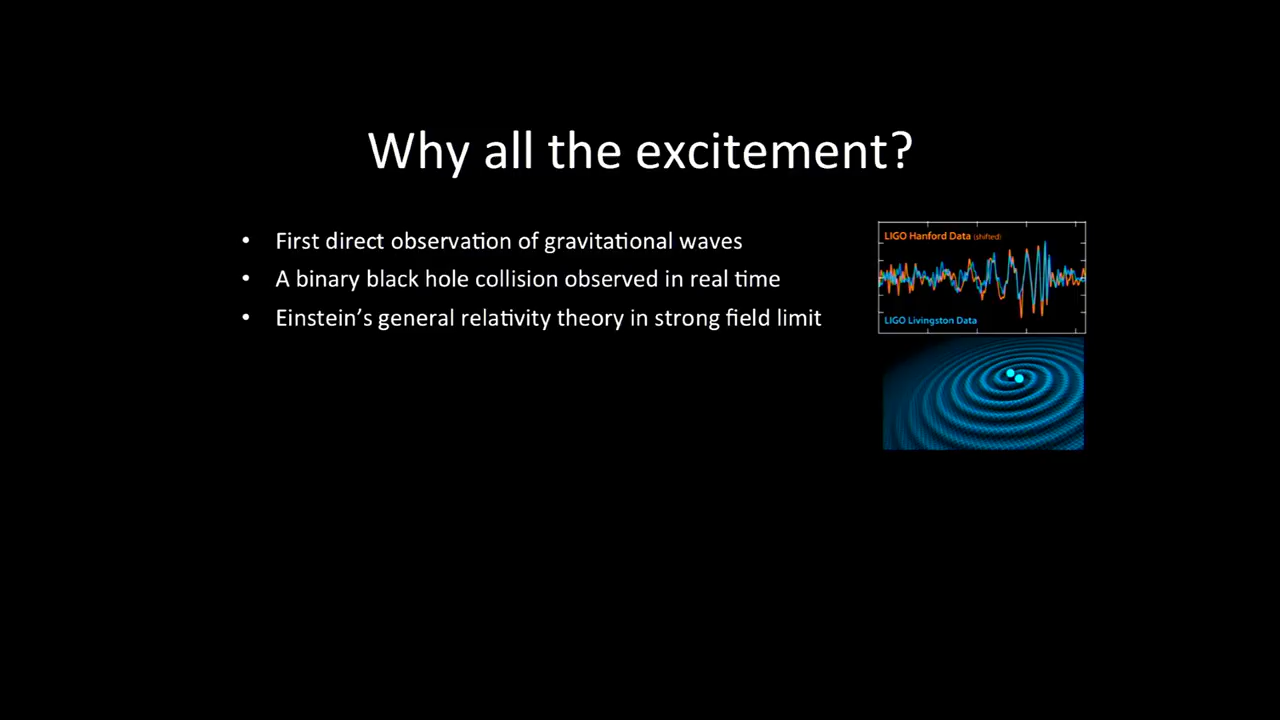 Why all the excitement?
• First direct observation of gravitational waves
• A binary black hole collision observed in real time
• Einstein’s general relativity theory in strong field limit
LIGO Hanford Data (shifted)
LIGO Livingston Data